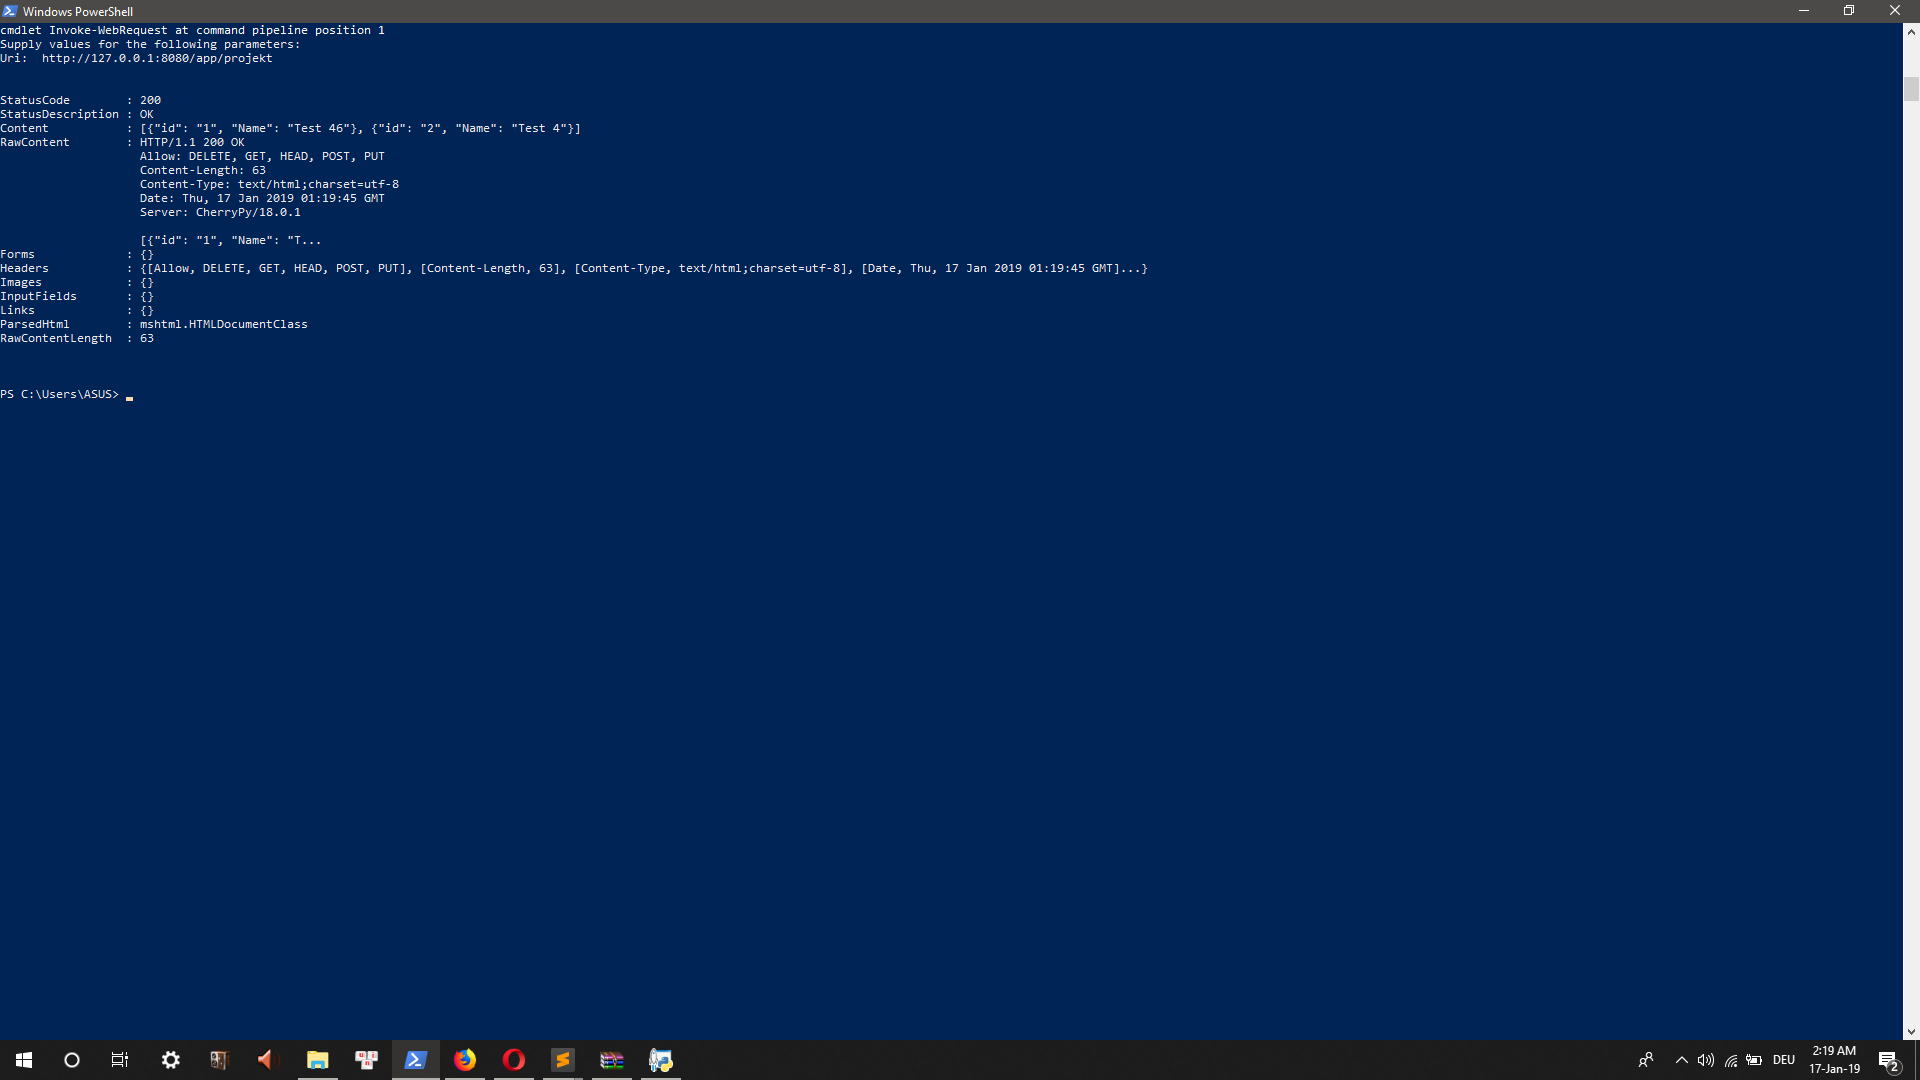 Windows PowerShell
cmdlet Invoke-WebRequest at command pipeline position 1
Supply values for the following parameters:
Uri:  http://127.0.0.1:8080/app/projekt
StatusCode        : 200
StatusDescription : OK
Content           : [{"id": "1", "Name": "Test 46"}, {"id": "2", "Name": "Test 4"}]
RawContent        : HTTP/1.1 200 OK
                    Allow: DELETE, GET, HEAD, POST, PUT
                    Content-Length: 63
                    Content-Type: text/html;charset=utf-8
                    Date: Thu, 17 Jan 2019 01:19:45 GMT
                    Server: CherryPy/18.0.1
                    [{"id": "1", "Name": "T...
Forms             : {}
Headers           : {[Allow, DELETE, GET, HEAD, POST, PUT], [Content-Length, 63], [Content-Type, text/html;charset=utf-8], [Date, Thu, 17 Jan 2019 01:19:45 GMT]...}
Images            : {}
InputFields       : {}
Links             : {}
ParsedHtml        : mshtml.HTMLDocumentClass
RawContentLength  : 63
PS C:\Users\ASUS>
DEU
2:19 AM
17-Jan-19
2